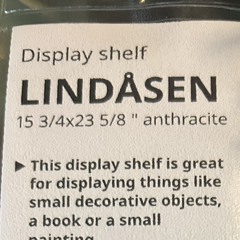 Display shelf
LINDÅSEN
15 3/4x23 5/8 " anthracite
► This display shelf is great
for displaying things like
small decorative objects,
a book or a small
painting